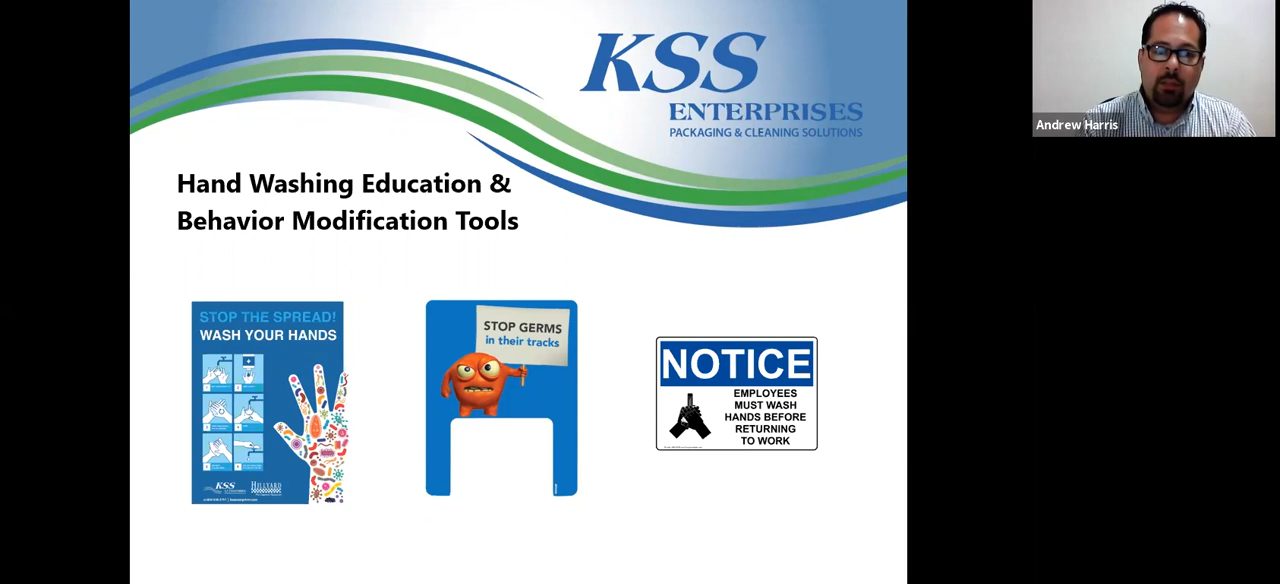 KSS
ENTERPRISES
PACKAGING & CLEANING SOLUTIONS
Andrew Harris
Hand Washing Education &
Behavior Modification Tools
STOP THE SPREAD!
WASH YOUR HANDS
KSS
HILLYARD
STOP GERMS
in their tracks
NOTICE
EMPLOYEES
MUST WASH
HANDS BEFORE
RETURNING
TO WORK